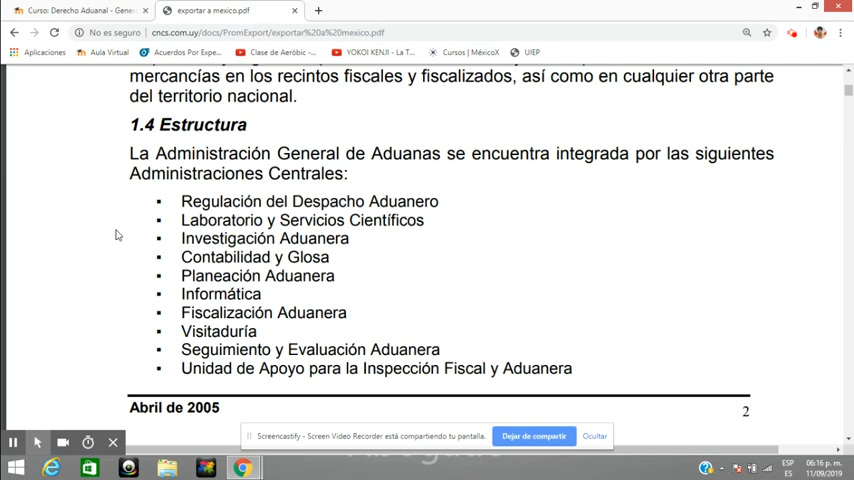 Curso: Derecho Aduanal - Gener
exportar a mexico.pdf
No es seguro
cncs.com.uy/docs/PromExport/exportar%20a%20mexico.pdf
Aplicaciones
Aula Virtual
Acuerdos Por Expe...
Clase de Aeróbic -...
YOKOI KENJI - La T...
Cursos | MéxicoX
UIEP
mercancías en los recintos fiscales y fiscalizados, así como en cualquier otra parte
del territorio nacional.
1.4 Estructura
La Administración General de Aduanas se encuentra integrada por las siguientes
Administraciones Centrales:
▪ Regulación del Despacho Aduanero
▪ Laboratorio y Servicios Científicos
▪ Investigación Aduanera
▪ Contabilidad y Glosa
▪ Planeación Aduanera
▪ Informática
▪ Fiscalización Aduanera
▪ Visitaduría
▪ Seguimiento y Evaluación Aduanera
▪ Unidad de Apoyo para la Inspección Fiscal y Aduanera
Abril de 2005
2
Screencastify - Screen Video Recorder está compartiendo tu pantalla.
Dejar de compartir
Ocultar
ESP
ES
06:16 p. m.
11/09/2019